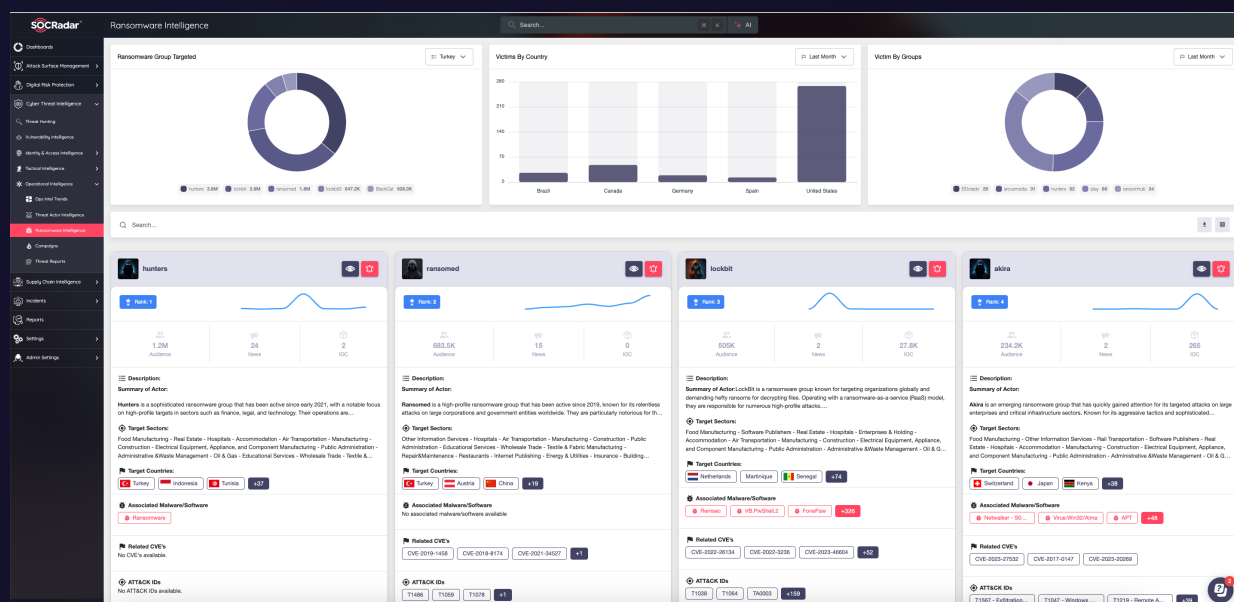 SOCRadar
Ransomware Intelligence
Search...
⌘ K
AI
Dashboards
Attack Surface Management
Digital Risk Protection
Cyber Threat Intelligence
Threat Hunting
Vulnerability Intelligence
Identity & Access Intelligence
Tactical Intelligence
Operational Intelligence
Ops Intel Trends
Threat Actor Intelligence
Ransomware Intelligence
Campaigns
Threat Reports
Supply Chain Intelligence
Incidents
Reports
Settings
Admin Settings
Ransomware Group Targeted
Turkey
hunters 3.8M lockbit 3.8M ransomed 1.8M lockbit3 647.2K BlackCat 508.3K
Victims By Country
Last Month
280
210
140
70
0
Brazil Canada Germany Spain United States
Victim By Groups
Last Month
hunters 82 play 86 ransomhub 34
Search...
hunters
Rank: 1
1.2M 24 2
Audience News IOC
Description:
Summary of Actor:
Hunters is a sophisticated ransomware group that has been active since early 2021, with a notable focus
on high-profile targets in sectors such as finance, legal, and technology. Their operations are...
Target Sectors:
Food Manufacturing - Real Estate - Hospitals - Accommodation - Air Transportation - Manufacturing -
Construction - Electrical Equipment, Appliance, and Component Manufacturing - Public Administration -
Administrative &Waste Management - Oil & Gas - Educational Services - Wholesale Trade - Textile &...
Target Countries:
Turkey Indonesia Tunisia +37
Associated Malware/Software
Ransomware
Related CVE's
No CVE's available.
ATT&CK IDs
No ATT&CK IDs available.
ransomed
Rank: 2
683.5K 15 0
Audience News IOC
Description:
Summary of Actor:
Ransomed is a high-profile ransomware group that has been active since 2019, known for its relentless
attacks on large corporations and government entities worldwide. They are particularly notorious for th...
Target Sectors:
Other Information Services - Hospitals - Air Transportation - Manufacturing - Construction - Public
Administration - Educational Services - Wholesale Trade - Textile & Fabric Manufacturing -
Repair&Maintenance - Restaurants - Internet Publishing - Energy & Utilities - Insurance - Building...
Target Countries:
Turkey Austria China +19
Associated Malware/Software
No associated malware/software available
Related CVE's
CVE-2019-1458 CVE-2018-8174 CVE-2021-34527 +1
ATT&CK IDs
T1486 T1059 T1078 +1
lockbit
Rank: 3
505K 2 27.8K
Audience News IOC
Description:
Summary of Actor:LockBit is a ransomware group known for targeting organizations globally and
demanding hefty ransoms for decrypting files. Operating with a ransomware-as-a-service (RaaS) model,
they are responsible for numerous high-profile attacks....
Target Sectors:
Food Manufacturing - Software Publishers - Real Estate - Hospitals - Enterprises & Holding -
Accommodation - Air Transportation - Manufacturing - Construction - Electrical Equipment, Appliance,
and Component Manufacturing - Public Administration - Administrative &Waste Management - Oil & G...
Target Countries:
Netherlands Martinique Senegal +74
Associated Malware/Software
Remsec VB.PwShell.2 FonePaw +326
Related CVE's
CVE-2022-26134 CVE-2022-3236 CVE-2023-46604 +52
ATT&CK IDs
T1038 T1064 TA0003 +159
akira
Rank: 4
234.2K 2 265
Audience News IOC
Description:
Summary of Actor:
Akira is an emerging ransomware group that has quickly gained attention for its targeted attacks on large
enterprises and critical infrastructure sectors. Known for its aggressive tactics and sophisticated...
Target Sectors:
Food Manufacturing - Other Information Services - Rail Transportation - Software Publishers - Real
Estate - Hospitals - Accommodation - Manufacturing - Construction - Electrical Equipment, Appliance,
and Component Manufacturing - Public Administration - Administrative &Waste Management - Oil & G...
Target Countries:
Switzerland Japan Kenya +38
Associated Malware/Software
Netwalker - S0... Virus:Win32/Alma APT +48
Related CVE's
CVE-2023-27532 CVE-2017-0147 CVE-2023-20269
ATT&CK IDs
T1567 - Exfiltration... T1047 - Windows... T1219 - Remote A... +39
2